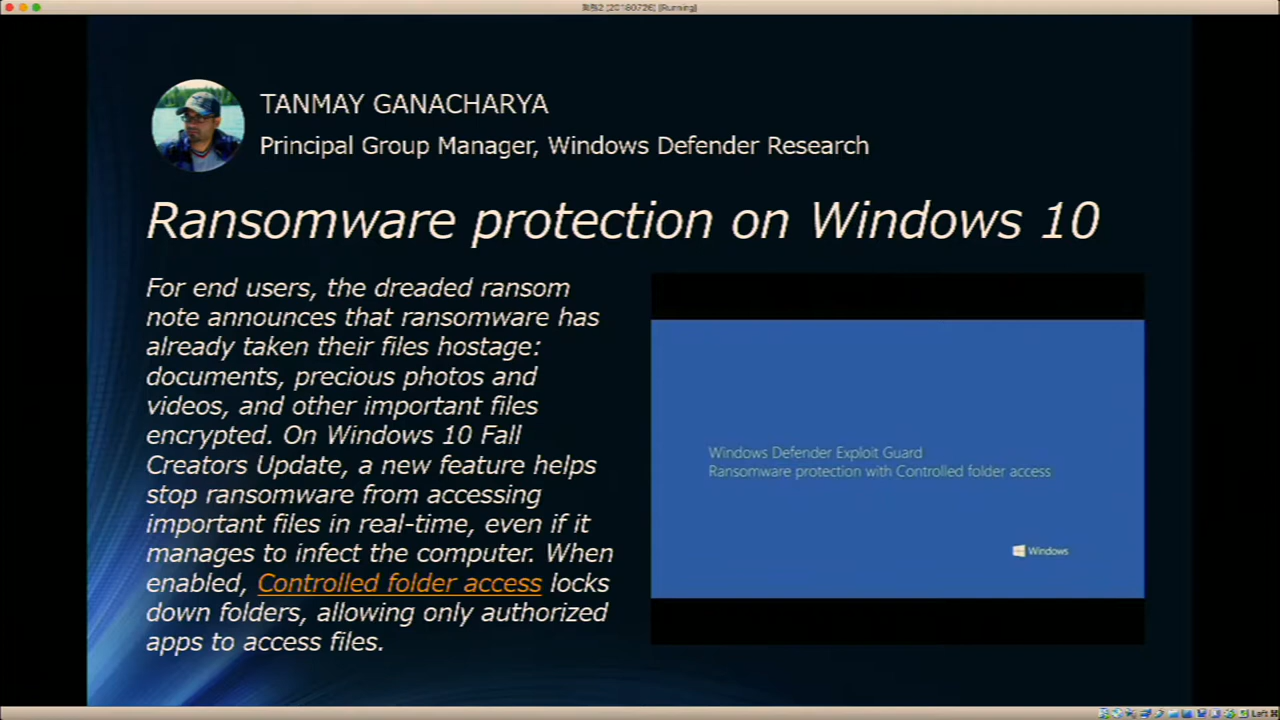 [20180726] [Running]
TANMAY GANACHARYA
Principal Group Manager, Windows Defender Research
Ransomware protection on Windows 10
For end users, the dreaded ransom
note announces that ransomware has
already taken their files hostage:
documents, precious photos and
videos, and other important files
encrypted. On Windows 10 Fall
Creators Update, a new feature helps
stop ransomware from accessing
important files in real-time, even if it
manages to infect the computer. When
enabled, Controlled folder access locks
down folders, allowing only authorized
apps to access files.
Windows Defender Exploit Guard
Ransomware protection with Controlled folder access
Windows
Left ⌘